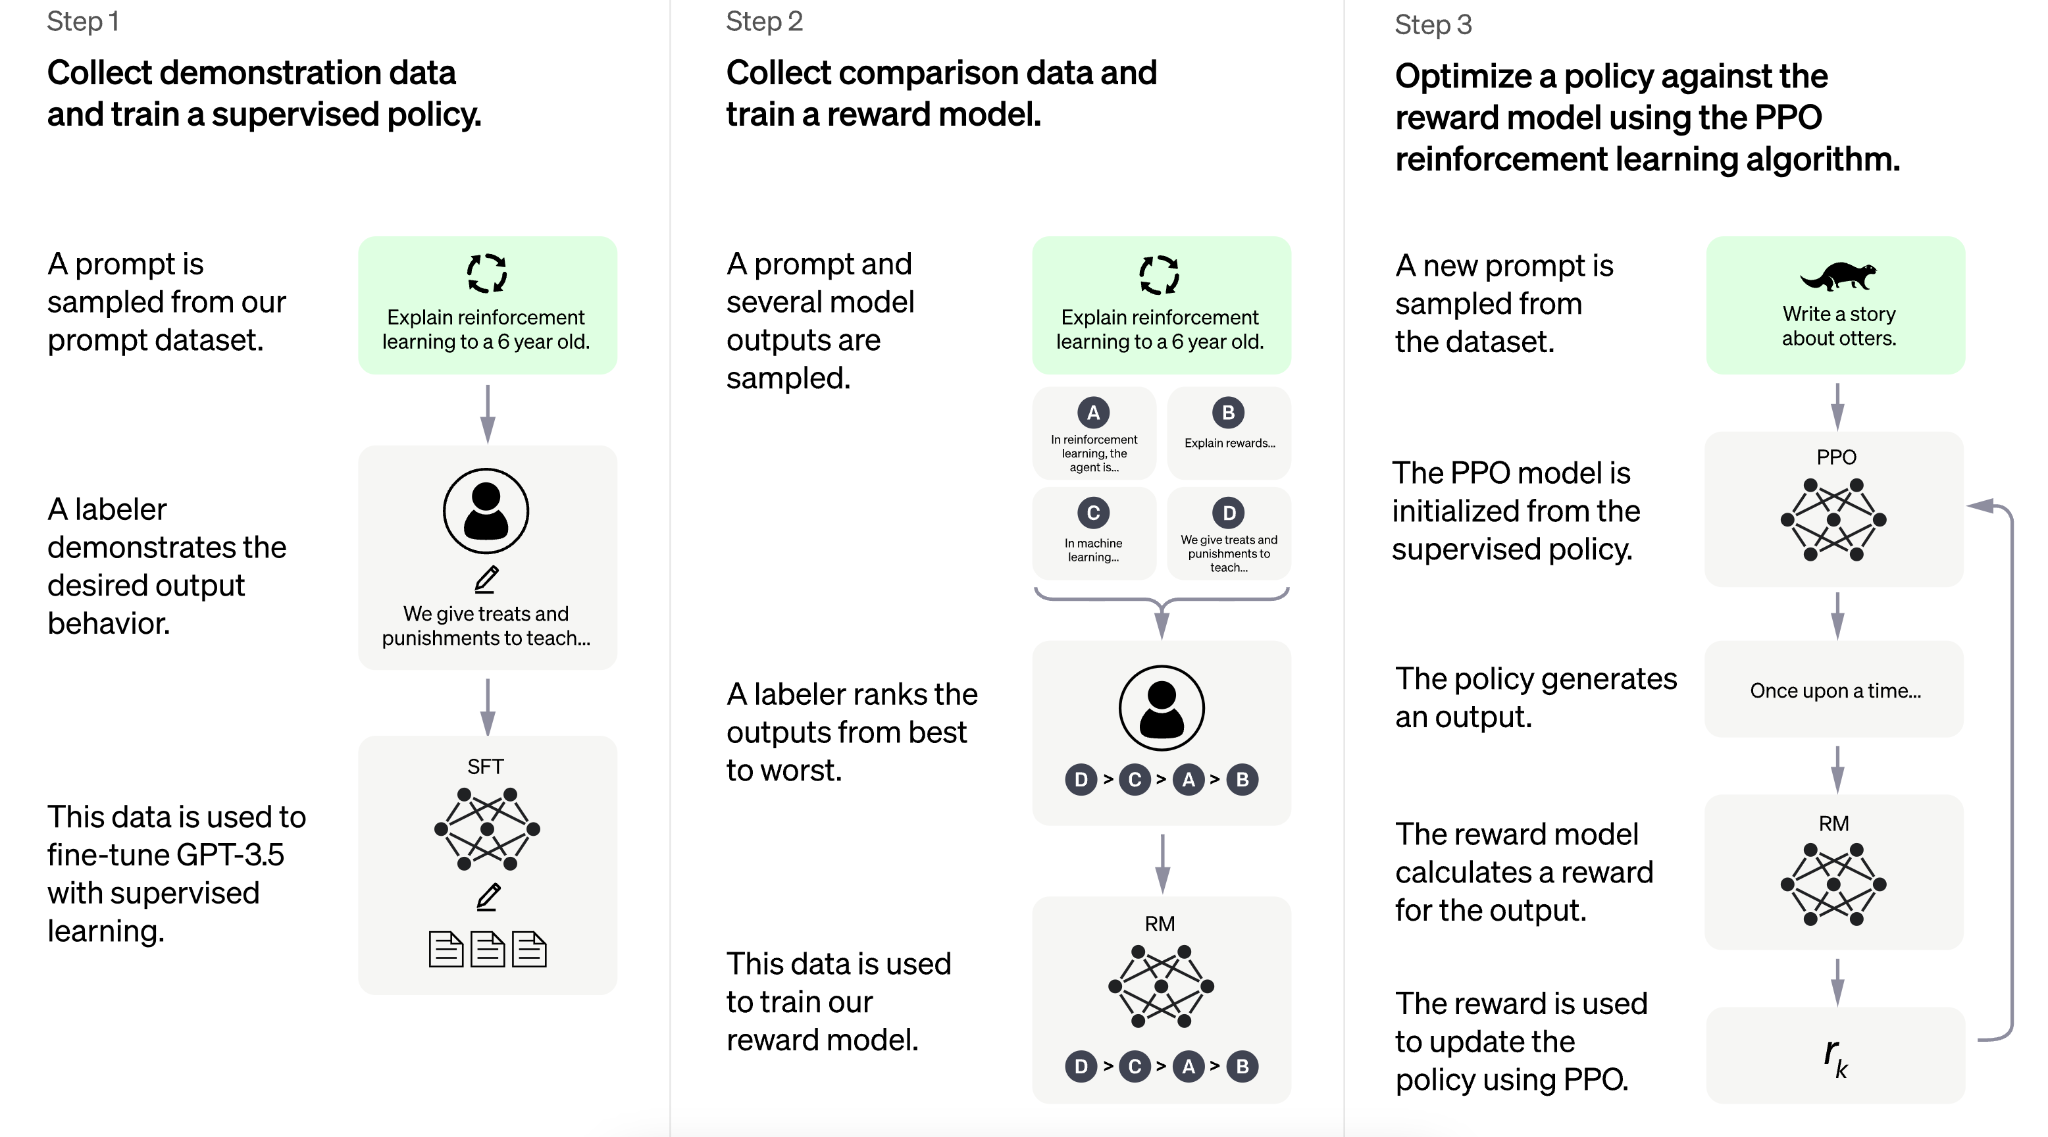 Step 1
Collect demonstration data
and train a supervised policy.
A prompt is
sampled from our
prompt dataset.
Explain reinforcement
learning to a 6 year old.
A labeler
demonstrates the
desired output
behavior.
We give treats and
punishments to teach...
This data is used to
fine-tune GPT-3.5
with supervised
learning.
SFT
Step 2
Collect comparison data and
train a reward model.
A prompt and
several model
outputs are
sampled.
Explain reinforcement
learning to a 6 year old.
A
In reinforcement
learning, the
agent is...
B
Explain rewards...
C
In machine
learning...
D
We give treats and
punishments to
teach...
A labeler ranks the
outputs from best
to worst.
D > C > A > B
This data is used
to train our
reward model.
RM
D > C > A > B
Step 3
Optimize a policy against the
reward model using the PPO
reinforcement learning algorithm.
A new prompt is
sampled from
the dataset.
Write a story
about otters.
The PPO model is
initialized from the
supervised policy.
PPO
The policy generates
an output.
Once upon a time...
The reward model
calculates a reward
for the output.
RM
The reward is used
to update the
policy using PPO.
rk